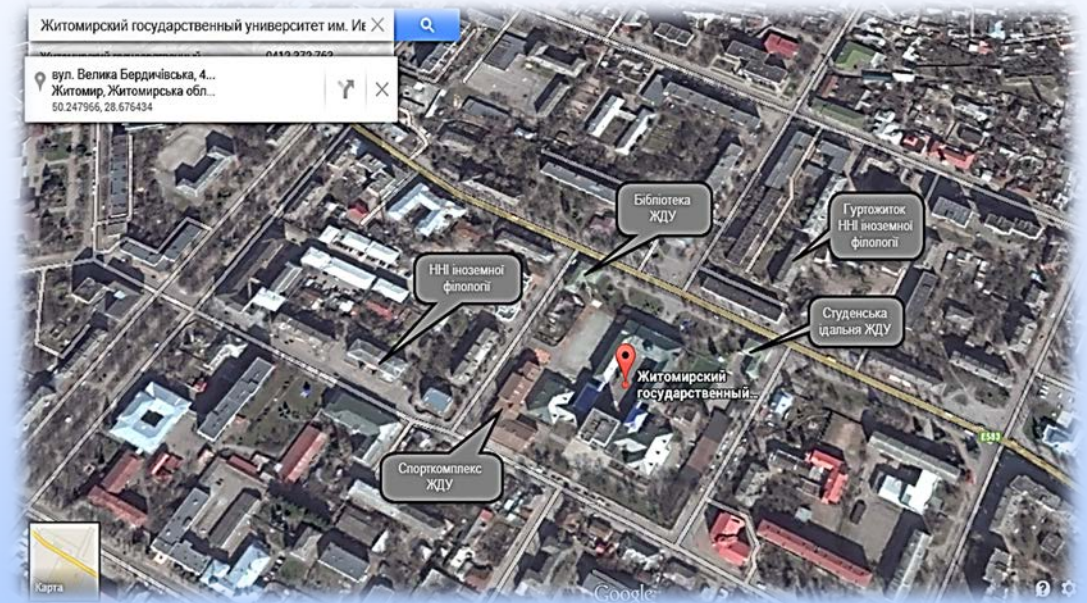 Житомирский государственный университет им. Ив
Житомирский государственный 0412 372 763
вул. Велика Бердичівська, 4...
Житомир, Житомирська обл...
50.247966, 28.676434
Бібліотека
ЖДУ
Гуртожиток
ННІ іноземної
філології
ННІ іноземної
філології
Студенська
їдальня ЖДУ
Житомирский
государственный...
E583
Спорткомплекс
ЖДУ
Карта
Google